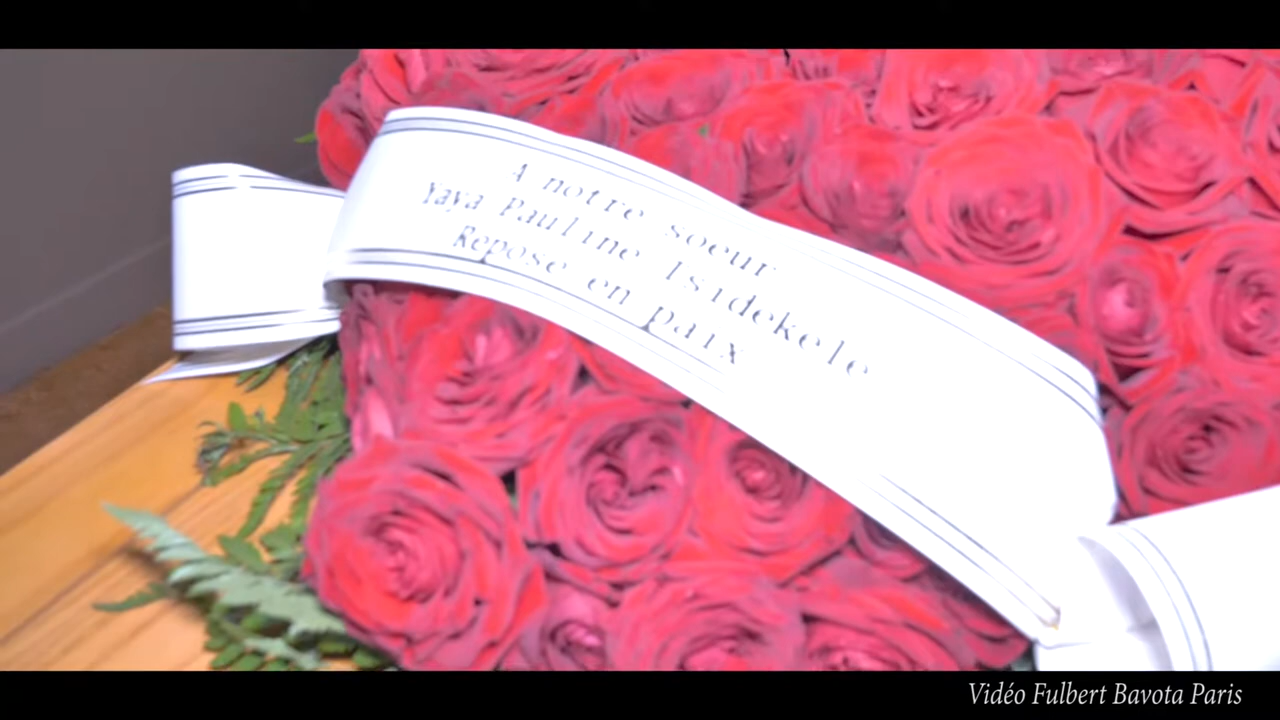 A notre soeur
Yaya Pauline Isidekele
Repose en paix
Vidéo Fulbert Bavota Paris